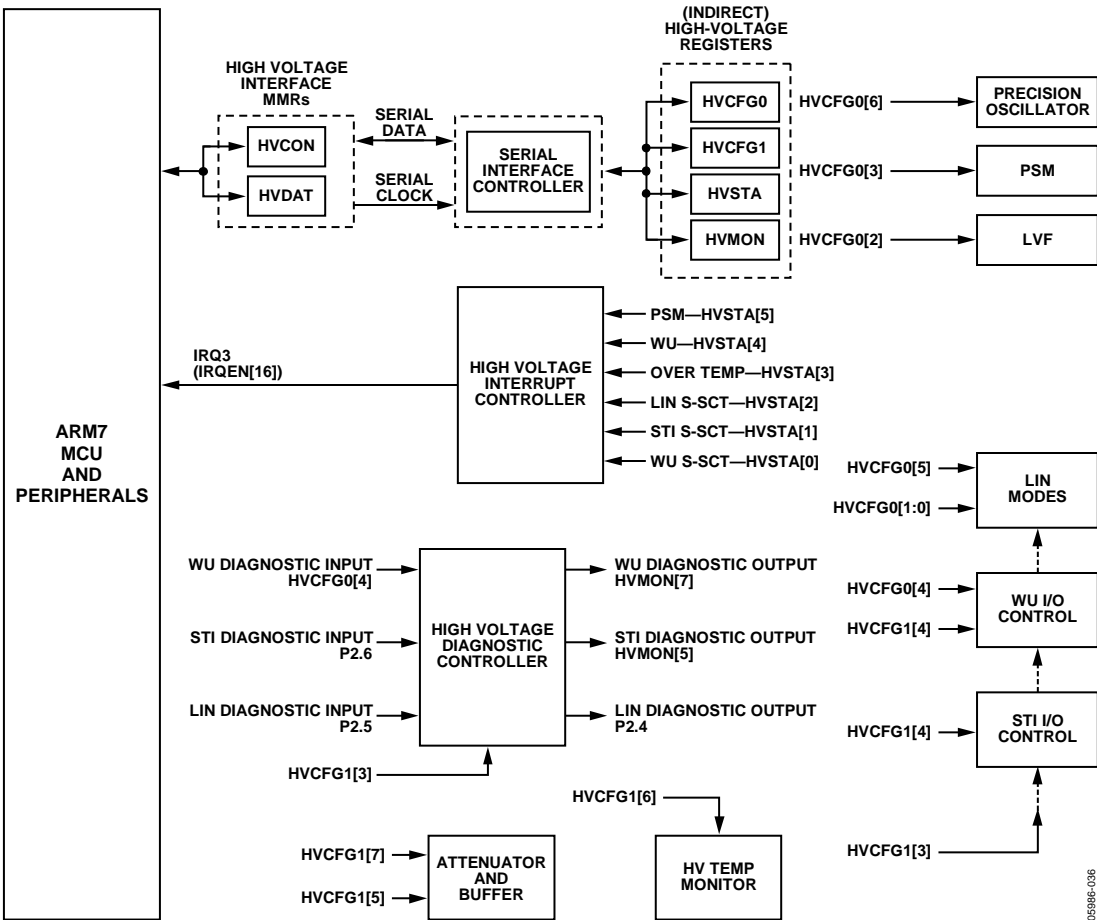 (INDIRECT)
HIGH-VOLTAGE
REGISTERS
HIGH VOLTAGE
INTERFACE
MMRs
HVCON
HVDAT
SERIAL
DATA
SERIAL
CLOCK
SERIAL
INTERFACE
CONTROLLER
HVCFG0
HVCFG1
HVSTA
HVMON
HVCFG0[6]
PRECISION
OSCILLATOR
HVCFG0[3]
PSM
HVCFG0[2]
LVF
ARM7
MCU
AND
PERIPHERALS
IRQ3
(IRQEN[16])
HIGH VOLTAGE
INTERRUPT
CONTROLLER
PSM—HVSTA[5]
WU—HVSTA[4]
OVER TEMP—HVSTA[3]
LIN S-SCT—HVSTA[2]
STI S-SCT—HVSTA[1]
WU S-SCT—HVSTA[0]
HVCFG0[5]
HVCFG0[1:0]
LIN
MODES
WU DIAGNOSTIC INPUT
HVCFG0[4]
STI DIAGNOSTIC INPUT
P2.6
LIN DIAGNOSTIC INPUT
P2.5
HVCFG1[3]
HIGH VOLTAGE
DIAGNOSTIC
CONTROLLER
WU DIAGNOSTIC OUTPUT
HVMON[7]
STI DIAGNOSTIC OUTPUT
HVMON[5]
LIN DIAGNOSTIC OUTPUT
P2.4
HVCFG0[4]
HVCFG1[4]
WU I/O
CONTROL
HVCFG1[4]
STI I/O
CONTROL
HVCFG1[3]
HVCFG1[6]
HV TEMP
MONITOR
HVCFG1[7]
HVCFG1[5]
ATTENUATOR
AND
BUFFER
05986-036